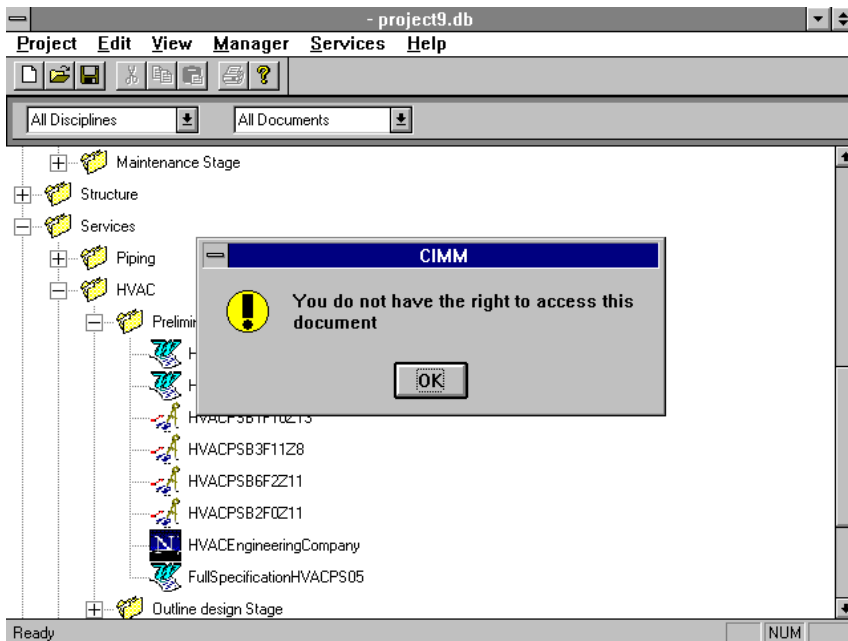 - project9.db
Project Edit View Manager Services Help
All Disciplines All Documents
Maintenance Stage
Structure
Services
Piping
HVAC
CIMM
You do not have the right to access this
document
OK
HVACPSB3F11Z8
HVACPSB6F2Z11
HVACPSB2F0Z11
N HVACEngineeringCompany
FullSpecificationHVACPS05
Outline design Stage
Ready NUM